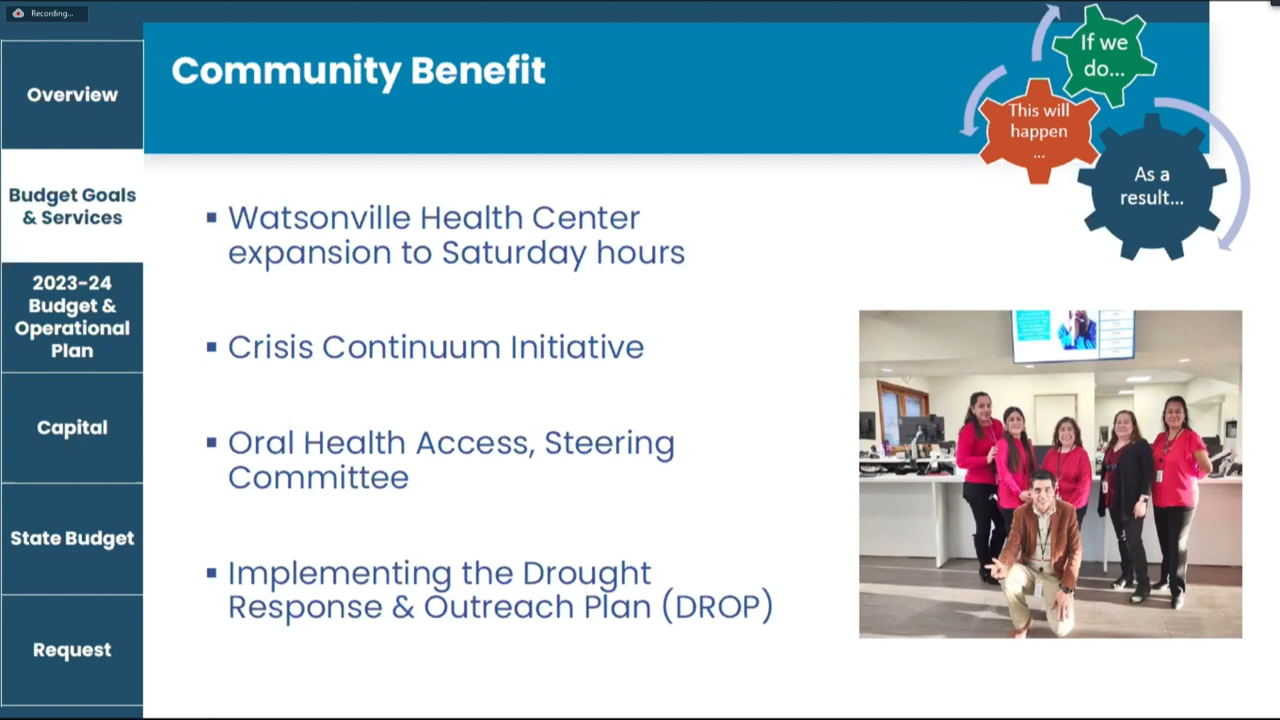 Recording...
Overview
Budget Goals
& Services
2023-24
Budget &
Operational
Plan
Capital
State Budget
Request
Community Benefit
If we
do...
This will
happen
...
As a
result...
▪ Watsonville Health Center
expansion to Saturday hours
▪ Crisis Continuum Initiative
▪ Oral Health Access, Steering
Committee
▪ Implementing the Drought
Response & Outreach Plan (DROP)